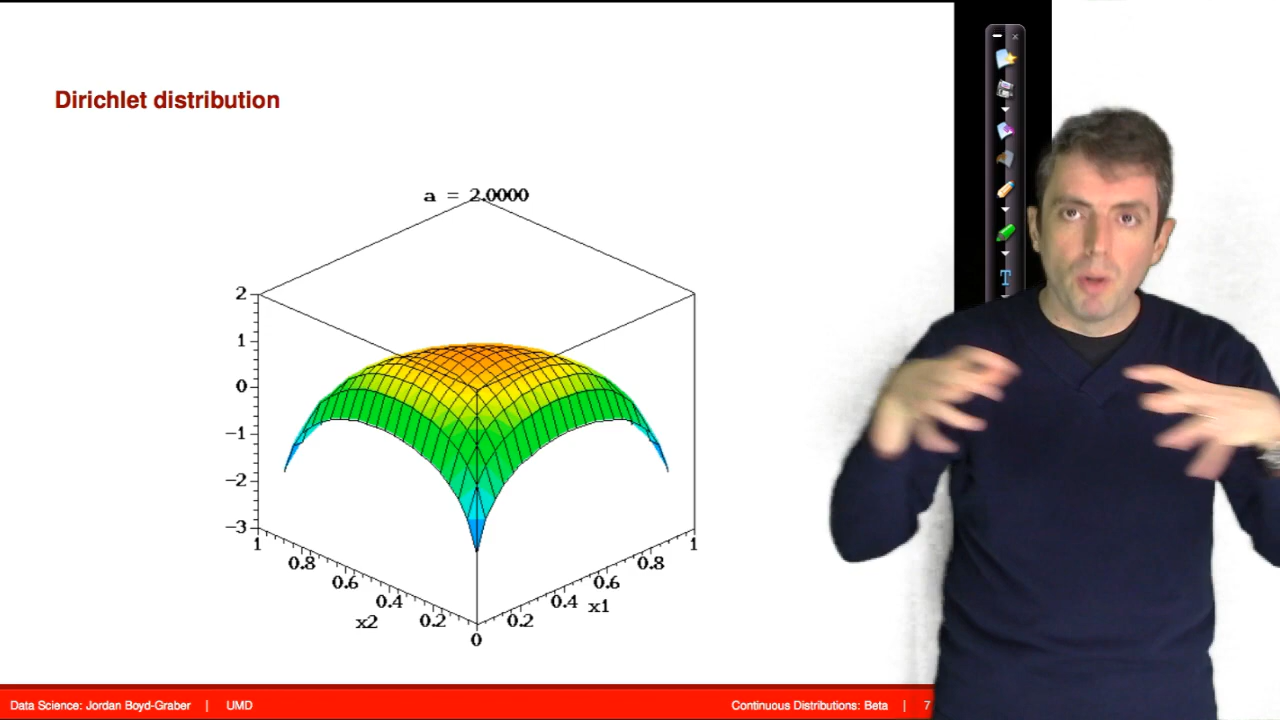 Dirichlet distribution
a = 2.0000
2
1
0
−1
−2
−3
1
0.8
0.6
0.4
0.2
0
0.2
0.4
0.6
0.8
1
x2
x1
T
Data Science: Jordan Boyd-Graber | UMD
Continuous Distributions: Beta | 7